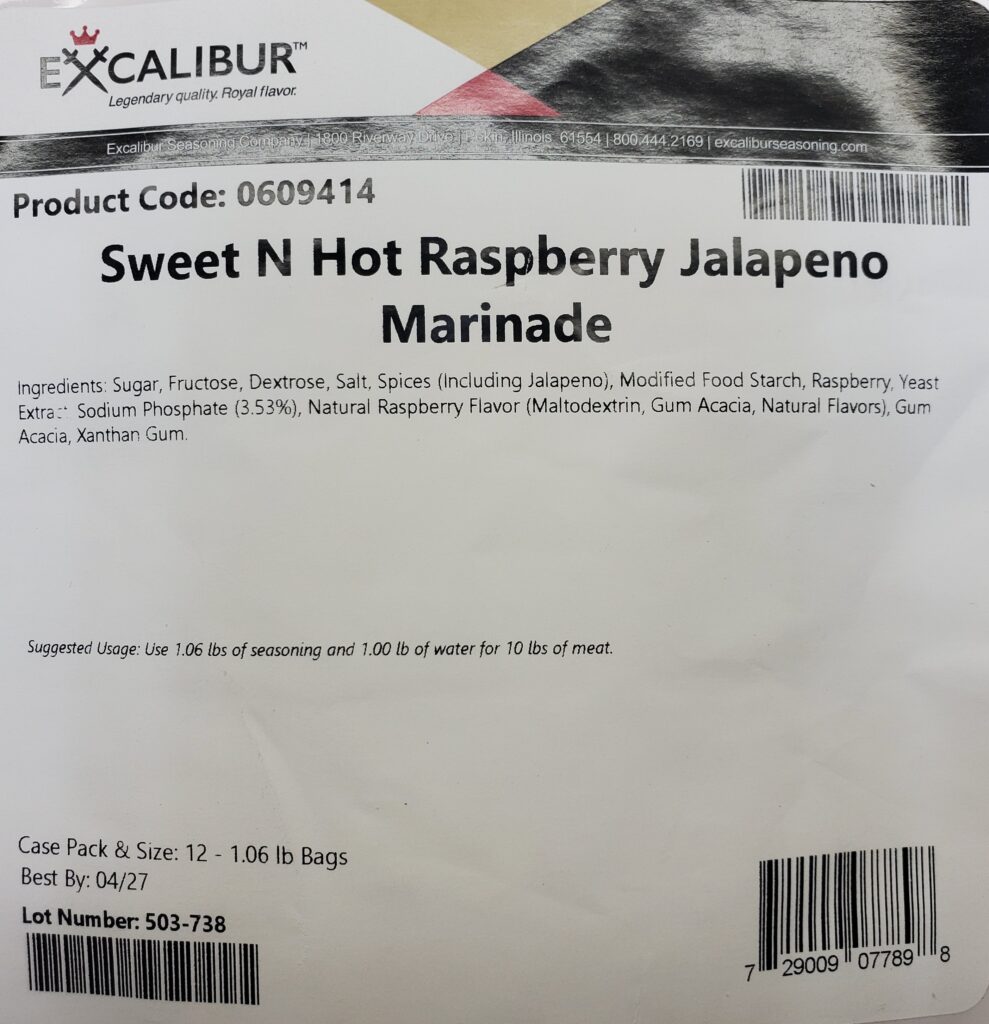 EXCALIBUR™
Legendary quality. Royal flavor.
Excalibur Seasoning Company | 1800 Riverway Drive | Pekin, Illinois 61554 | 800.444.2169 | excaliburseasoning.com
Product Code: 0609414
Sweet N Hot Raspberry Jalapeno
Marinade
Ingredients: Sugar, Fructose, Dextrose, Salt, Spices (Including Jalapeno), Modified Food Starch, Raspberry, Yeast
Extract, Sodium Phosphate (3.53%), Natural Raspberry Flavor (Maltodextrin, Gum Acacia, Natural Flavors), Gum
Acacia, Xanthan Gum.
Suggested Usage: Use 1.06 lbs of seasoning and 1.00 lb of water for 10 lbs of meat.
Case Pack & Size: 12 - 1.06 lb Bags
Best By: 04/27
Lot Number: 503-738
7 29009 07789 8